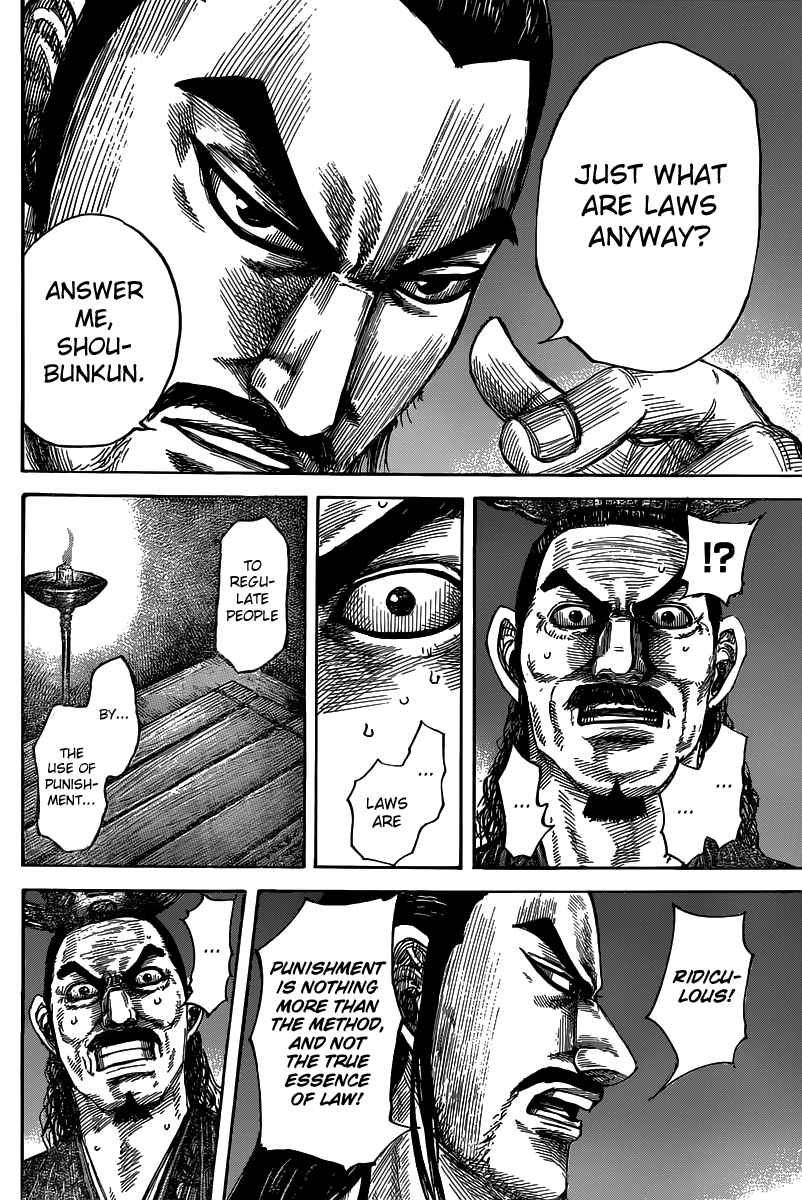 JUST WHAT
ARE LAWS
ANYWAY?
ANSWER
ME,
SHOU-
BUNKUN.
!?
...
...
...
LAWS
ARE
TO
REGU-
LATE
PEOPLE
BY...
THE
USE OF
PUNISH-
MENT...
RIDICU-
LOUS!
PUNISHMENT
IS NOTHING
MORE THAN
THE METHOD,
AND NOT
THE TRUE
ESSENCE
OF LAW!
...